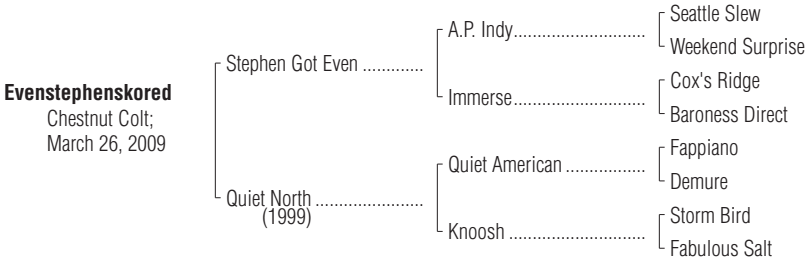 Evenstephenskored
Chestnut Colt;
March 26, 2009
Stephen Got Even .............
Quiet North .......................
(1999)
A.P. Indy............................
Immerse............................
Quiet American .................
Knoosh .............................
Seattle Slew
Weekend Surprise
Cox's Ridge
Baroness Direct
Fappiano
Demure
Storm Bird
Fabulous Salt